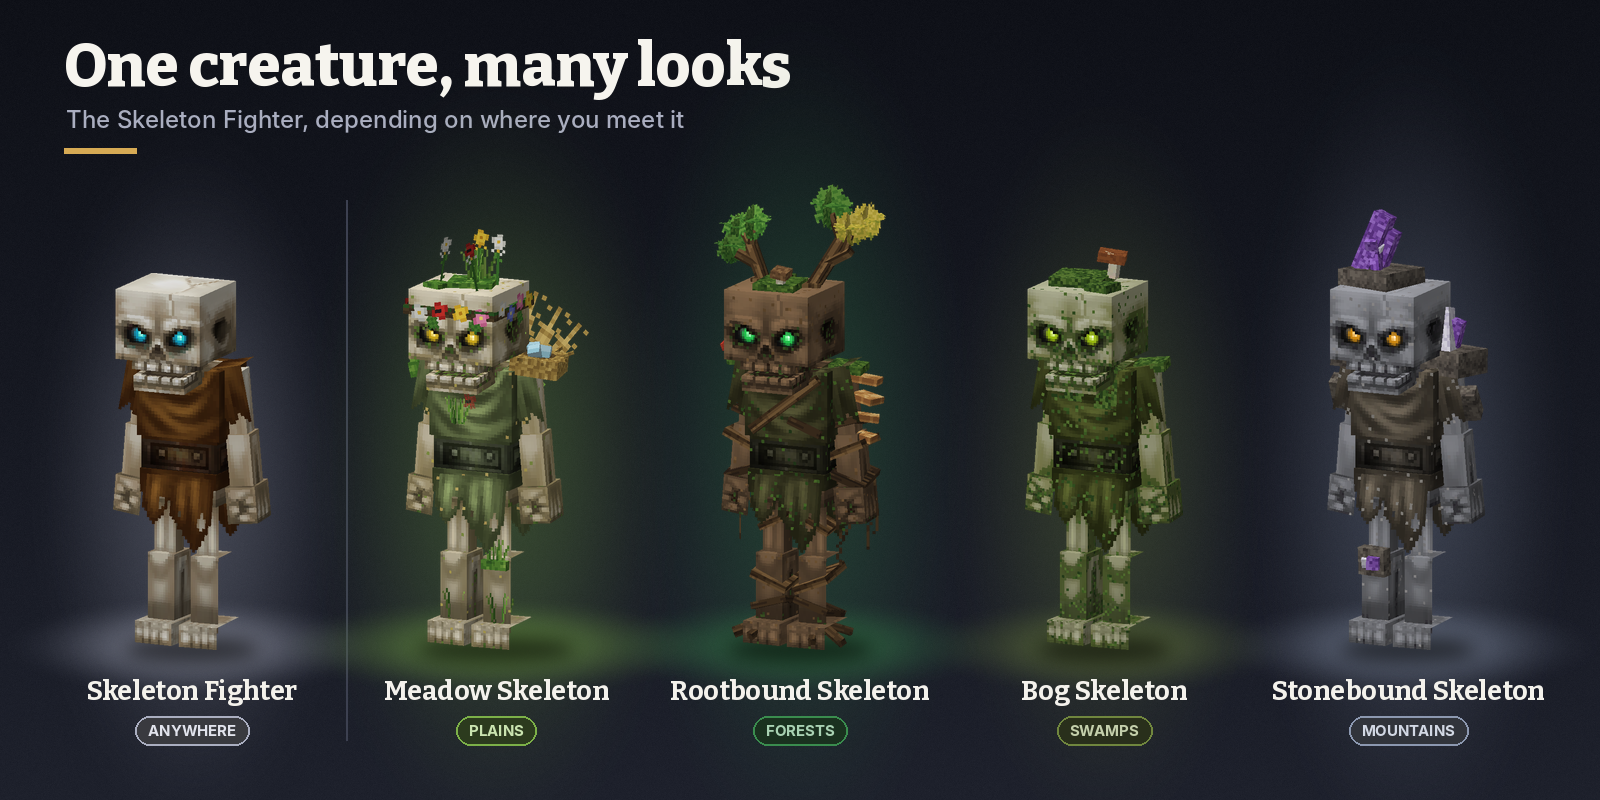 One creature, many looks
The Skeleton Fighter, depending on where you meet it
Skeleton Fighter
ANYWHERE
Meadow Skeleton
PLAINS
Rootbound Skeleton
FORESTS
Bog Skeleton
SWAMPS
Stonebound Skeleton
MOUNTAINS